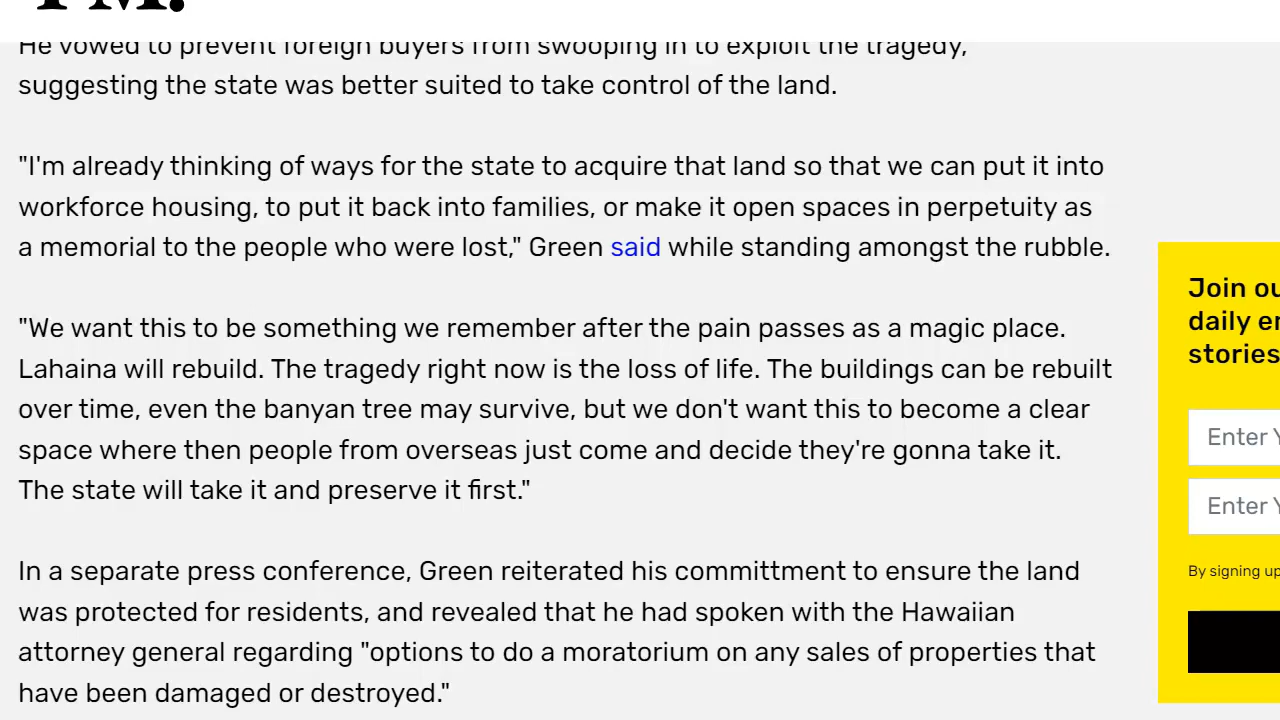 He vowed to prevent foreign buyers from swooping in to exploit the tragedy,
suggesting the state was better suited to take control of the land.
"I'm already thinking of ways for the state to acquire that land so that we can put it into
workforce housing, to put it back into families, or make it open spaces in perpetuity as
a memorial to the people who were lost," Green said while standing amongst the rubble.
"We want this to be something we remember after the pain passes as a magic place.
Lahaina will rebuild. The tragedy right now is the loss of life. The buildings can be rebuilt
over time, even the banyan tree may survive, but we don't want this to become a clear
space where then people from overseas just come and decide they're gonna take it.
The state will take it and preserve it first."
In a separate press conference, Green reiterated his committment to ensure the land
was protected for residents, and revealed that he had spoken with the Hawaiian
attorney general regarding "options to do a moratorium on any sales of properties that
have been damaged or destroyed."
Join
daily
stories
Enter
Enter
By signing up